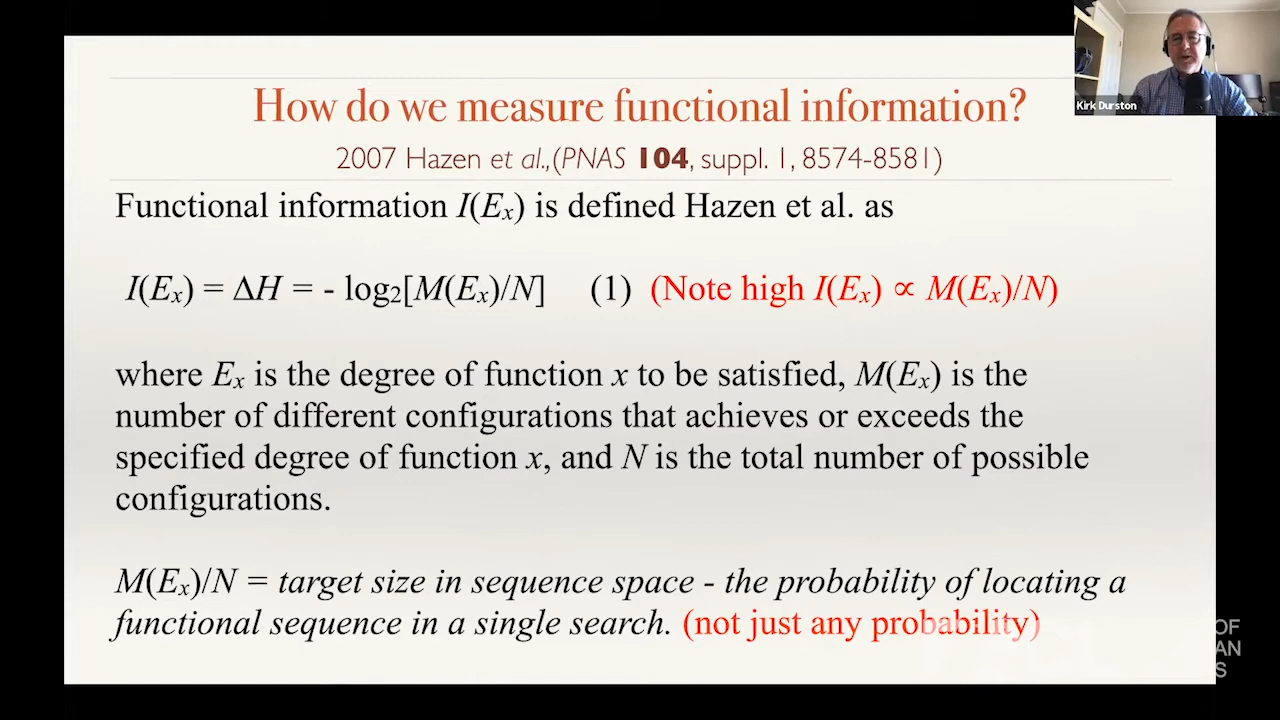 How do we measure functional information?
2007 Hazen et al.,(PNAS 104, suppl. 1, 8574-8581)
Kirk Durston
Functional information I(Eₓ) is defined Hazen et al. as
I(Eₓ) = ΔH = - log₂[M(Eₓ)/N] (1) (Note high I(Eₓ) ∝ M(Eₓ)/N)
where Eₓ is the degree of function x to be satisfied, M(Eₓ) is the
number of different configurations that achieves or exceeds the
specified degree of function x, and N is the total number of possible
configurations.
M(Eₓ)/N = target size in sequence space - the probability of locating a
functional sequence in a single search. (not just any probability)
OF
AN
S